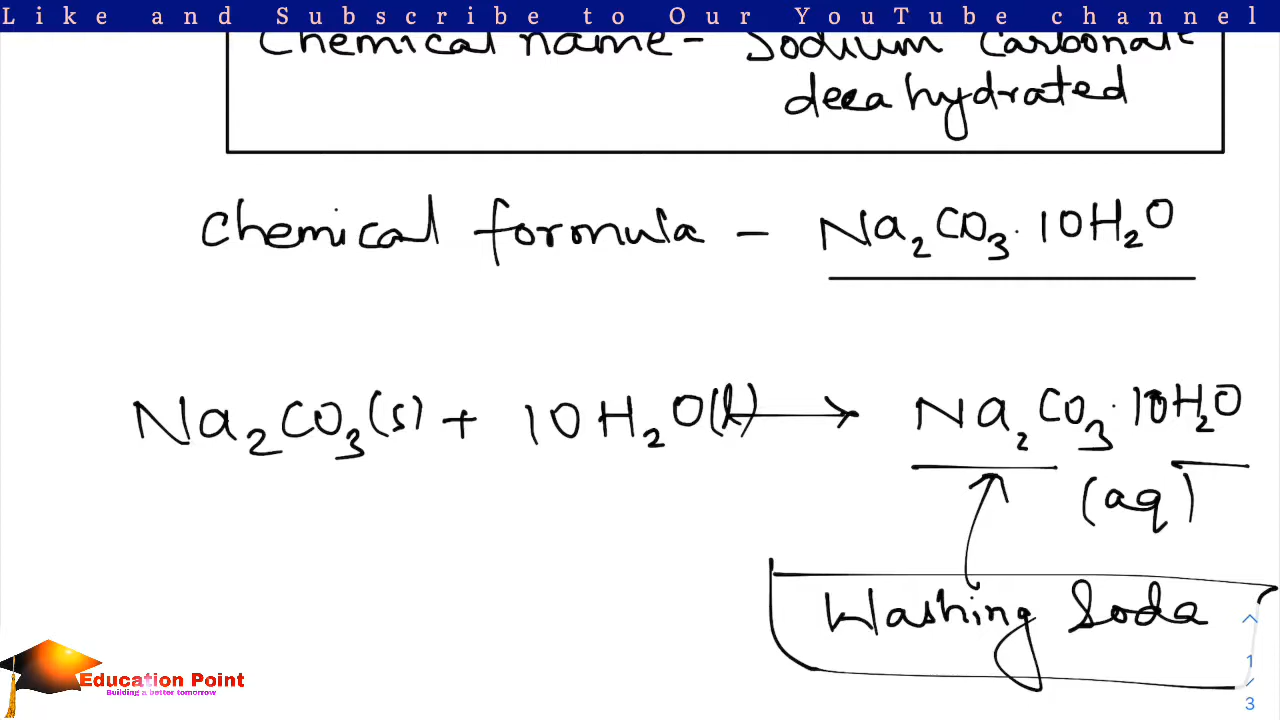 Like and Subscribe to Our YouTube channel
Chemical name - Sodium Carbonate
deca hydrated
Chemical formula - Na₂CO₃·10H₂O
Na₂CO₃(s) + 10H₂O(l) → Na₂CO₃·10H₂O
(aq)
Washing Soda
Education Point
Building a better tomorrow
1
3